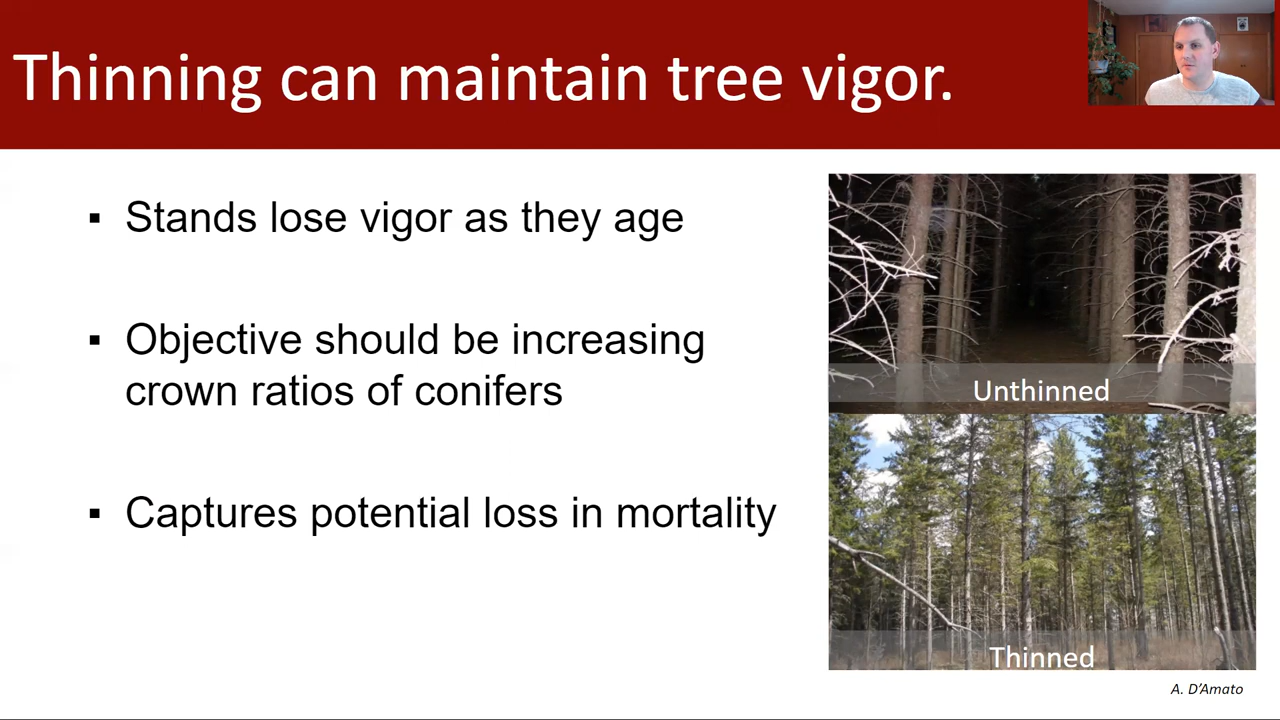 Thinning can maintain tree vigor.
▪ Stands lose vigor as they age
▪ Objective should be increasing
crown ratios of conifers
▪ Captures potential loss in mortality
Unthinned
Thinned
A. D'Amato